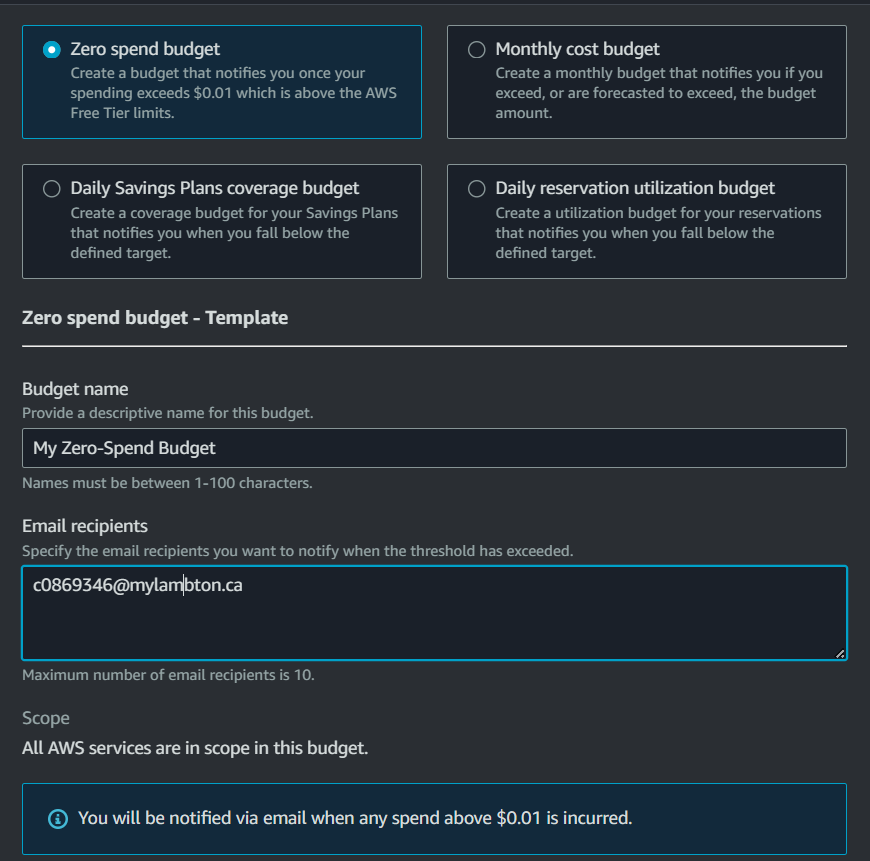 Zero spend budget
Create a budget that notifies you once your
spending exceeds $0.01 which is above the AWS
Free Tier limits.
Monthly cost budget
Create a monthly budget that notifies you if you
exceed, or are forecasted to exceed, the budget
amount.
Daily Savings Plans coverage budget
Create a coverage budget for your Savings Plans
that notifies you when you fall below the
defined target.
Daily reservation utilization budget
Create a utilization budget for your reservations
that notifies you when you fall below the
defined target.
Zero spend budget - Template
Budget name
Provide a descriptive name for this budget.
My Zero-Spend Budget
Names must be between 1-100 characters.
Email recipients
Specify the email recipients you want to notify when the threshold has exceeded.
c0869346@mylambton.ca
Maximum number of email recipients is 10.
Scope
All AWS services are in scope in this budget.
You will be notified via email when any spend above $0.01 is incurred.